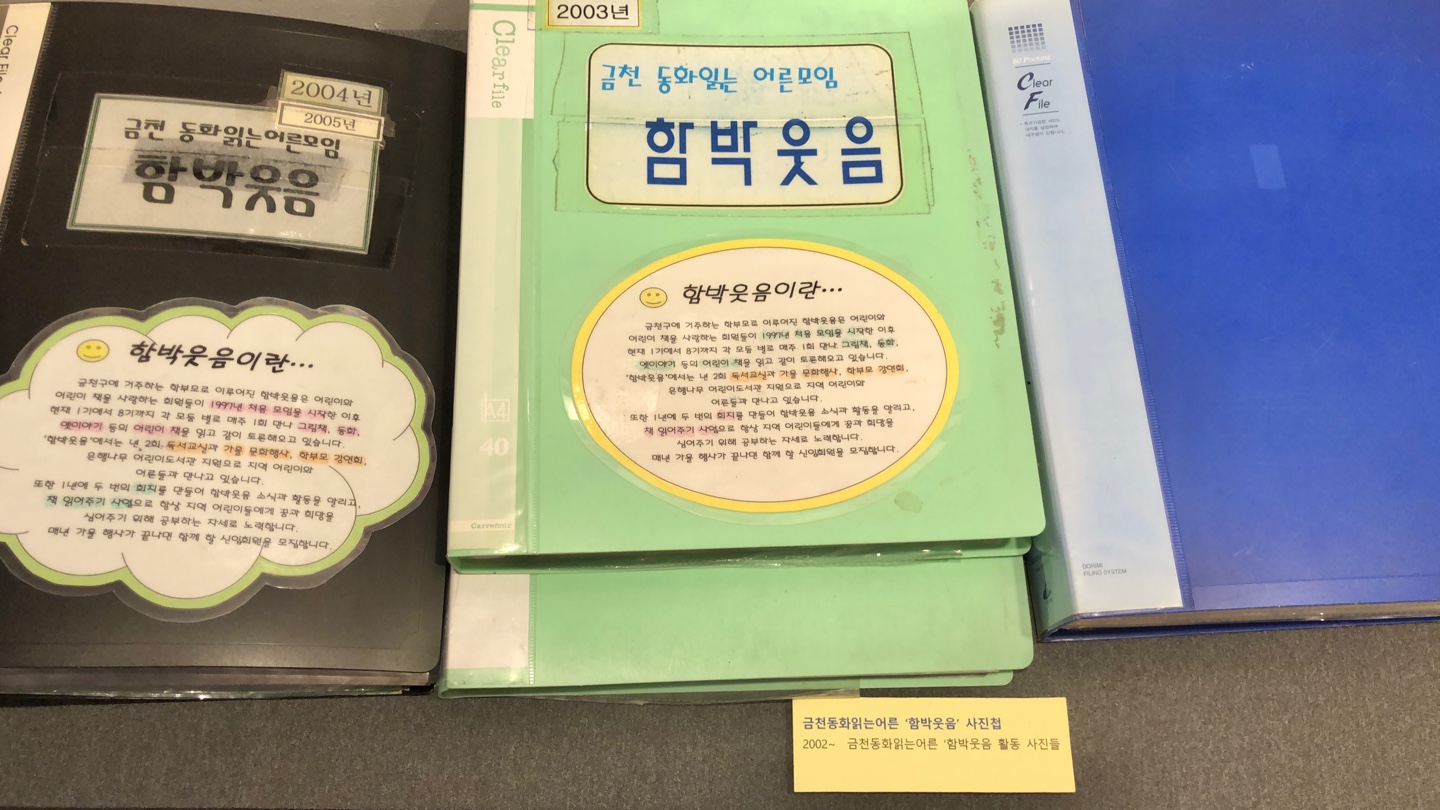 Clear File
2004년
2005년
금천 동화읽는어른모임
함박웃음
함박웃음이란...
금천구에 거주하는 학부모로 이루어진 함박웃음은 어린이와
어린이 책을 사랑하는 회원들이 1997년 처음 모임을 시작한 이후
현재 1기에서 8기까지 각 모둠 별로 매주 1회 만나 그림책, 동화,
옛이야기 등의 어린이 책을 읽고 같이 토론해오고 있습니다.
"함박웃음"에서는 년 2회 독서교실과 가을 문화행사, 학부모 강연회,
은행나무 어린이도서관 지원으로 지역 어린이와
어른들과 만나고 있습니다.
또한 1년에 두 번의 회지를 만들어 함박웃음 소식과 활동을 알리고,
책 읽어주기 사업으로 항상 지역 어린이들에게 꿈과 희망을
심어주기 위해 공부하는 자세로 노력합니다.
매년 가을 행사가 끝나면 함께 할 신입회원을 모집합니다.
Clearfile
A4
40
Carrefour
2003년
금천 동화읽는 어른모임
함박웃음
함박웃음이란...
금천구에 거주하는 학부모로 이루어진 함박웃음은 어린이와
어린이 책을 사랑하는 회원들이 1997년 처음 모임을 시작한 이후
현재 1기에서 8기까지 각 모둠 별로 매주 1회 만나 그림책, 동화,
옛이야기 등의 어린이 책을 읽고 같이 토론해오고 있습니다.
"함박웃음"에서는 년 2회 독서교실과 가을 문화행사, 학부모 강연회,
은행나무 어린이도서관 지원으로 지역 어린이와
어른들과 만나고 있습니다.
또한 1년에 두 번의 회지를 만들어 함박웃음 소식과 활동을 알리고,
책 읽어주기 사업으로 항상 지역 어린이들에게 꿈과 희망을
심어주기 위해 공부하는 자세로 노력합니다.
매년 가을 행사가 끝나면 함께 할 신입회원을 모집합니다.
Pockets
Clear
File
DORIMI
FILING SYSTEM
금천동화읽는어른 '함박웃음' 사진첩
2002~ 금천동화읽는어른 '함박웃음 활동 사진들